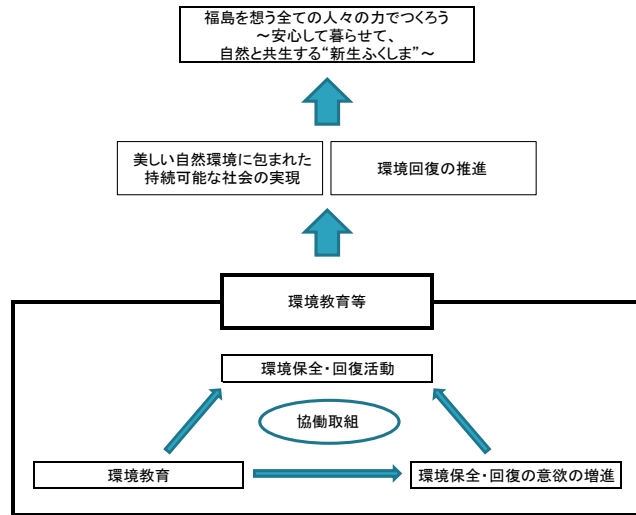 福島を想う全ての人々の力でつくろう
～安心して暮らせて、
自然と共生する“新生ふくしま”～
美しい自然環境に包まれた
持続可能な社会の実現
環境回復の推進
環境教育等
環境保全・回復活動
協働取組
環境教育
環境保全・回復の意欲の増進